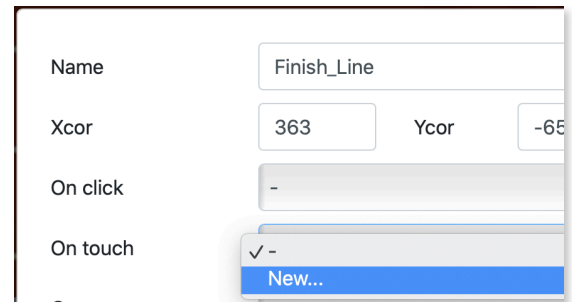 Name Finish_Line
Xcor 363 Ycor -65
On click -
On touch ✓ -
New...